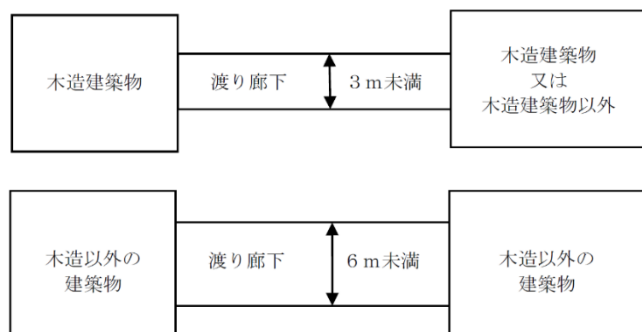 木造建築物
渡り廊下
３ｍ未満
木造建築物
又は
木造建築物以外
木造以外の
建築物
渡り廊下
６ｍ未満
木造以外の
建築物